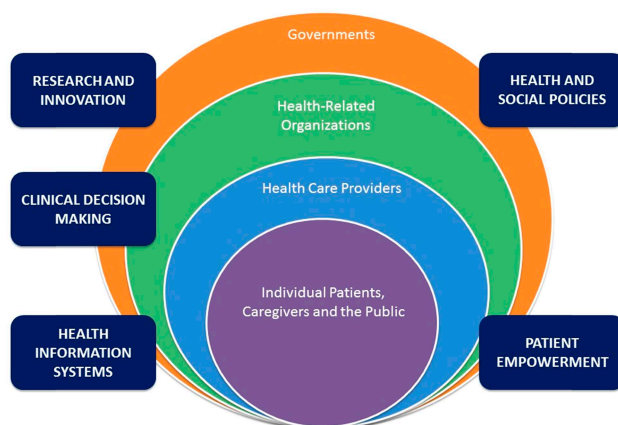 Governments
RESEARCH AND
INNOVATION
HEALTH AND
SOCIAL POLICIES
Health-Related
Organizations
CLINICAL DECISION
MAKING
Health Care Providers
Individual Patients,
Caregivers and the Public
HEALTH
INFORMATION
SYSTEMS
PATIENT
EMPOWERMENT